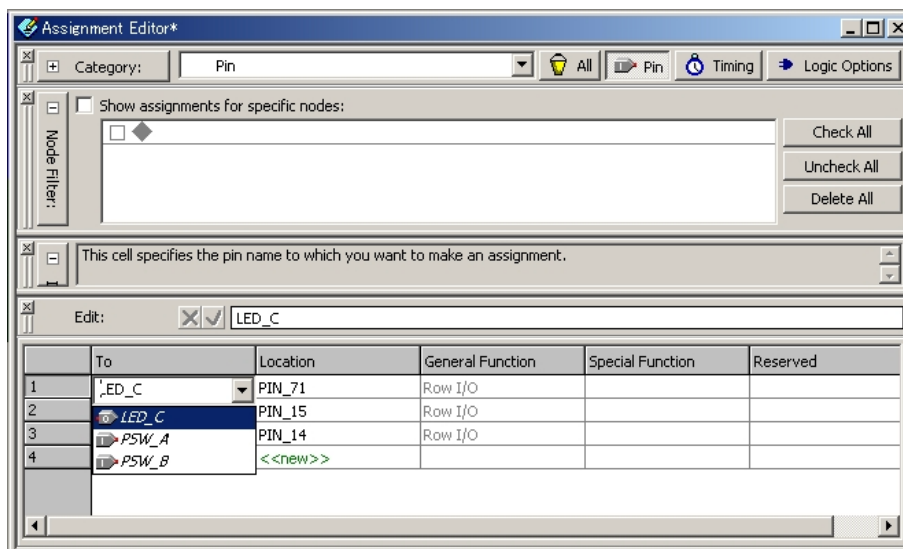 Assignment Editor*
Category: Pin All Pin Timing Logic Options
Show assignments for specific nodes:
Node Filter:
Check All
Uncheck All
Delete All
This cell specifies the pin name to which you want to make an assignment.
Edit: LED_C
To Location General Function Special Function Reserved
1 LED_C PIN_71 Row I/O
2 LED_C PIN_15 Row I/O
3 PSW_A PIN_14 Row I/O
4 PSW_B <<new>>